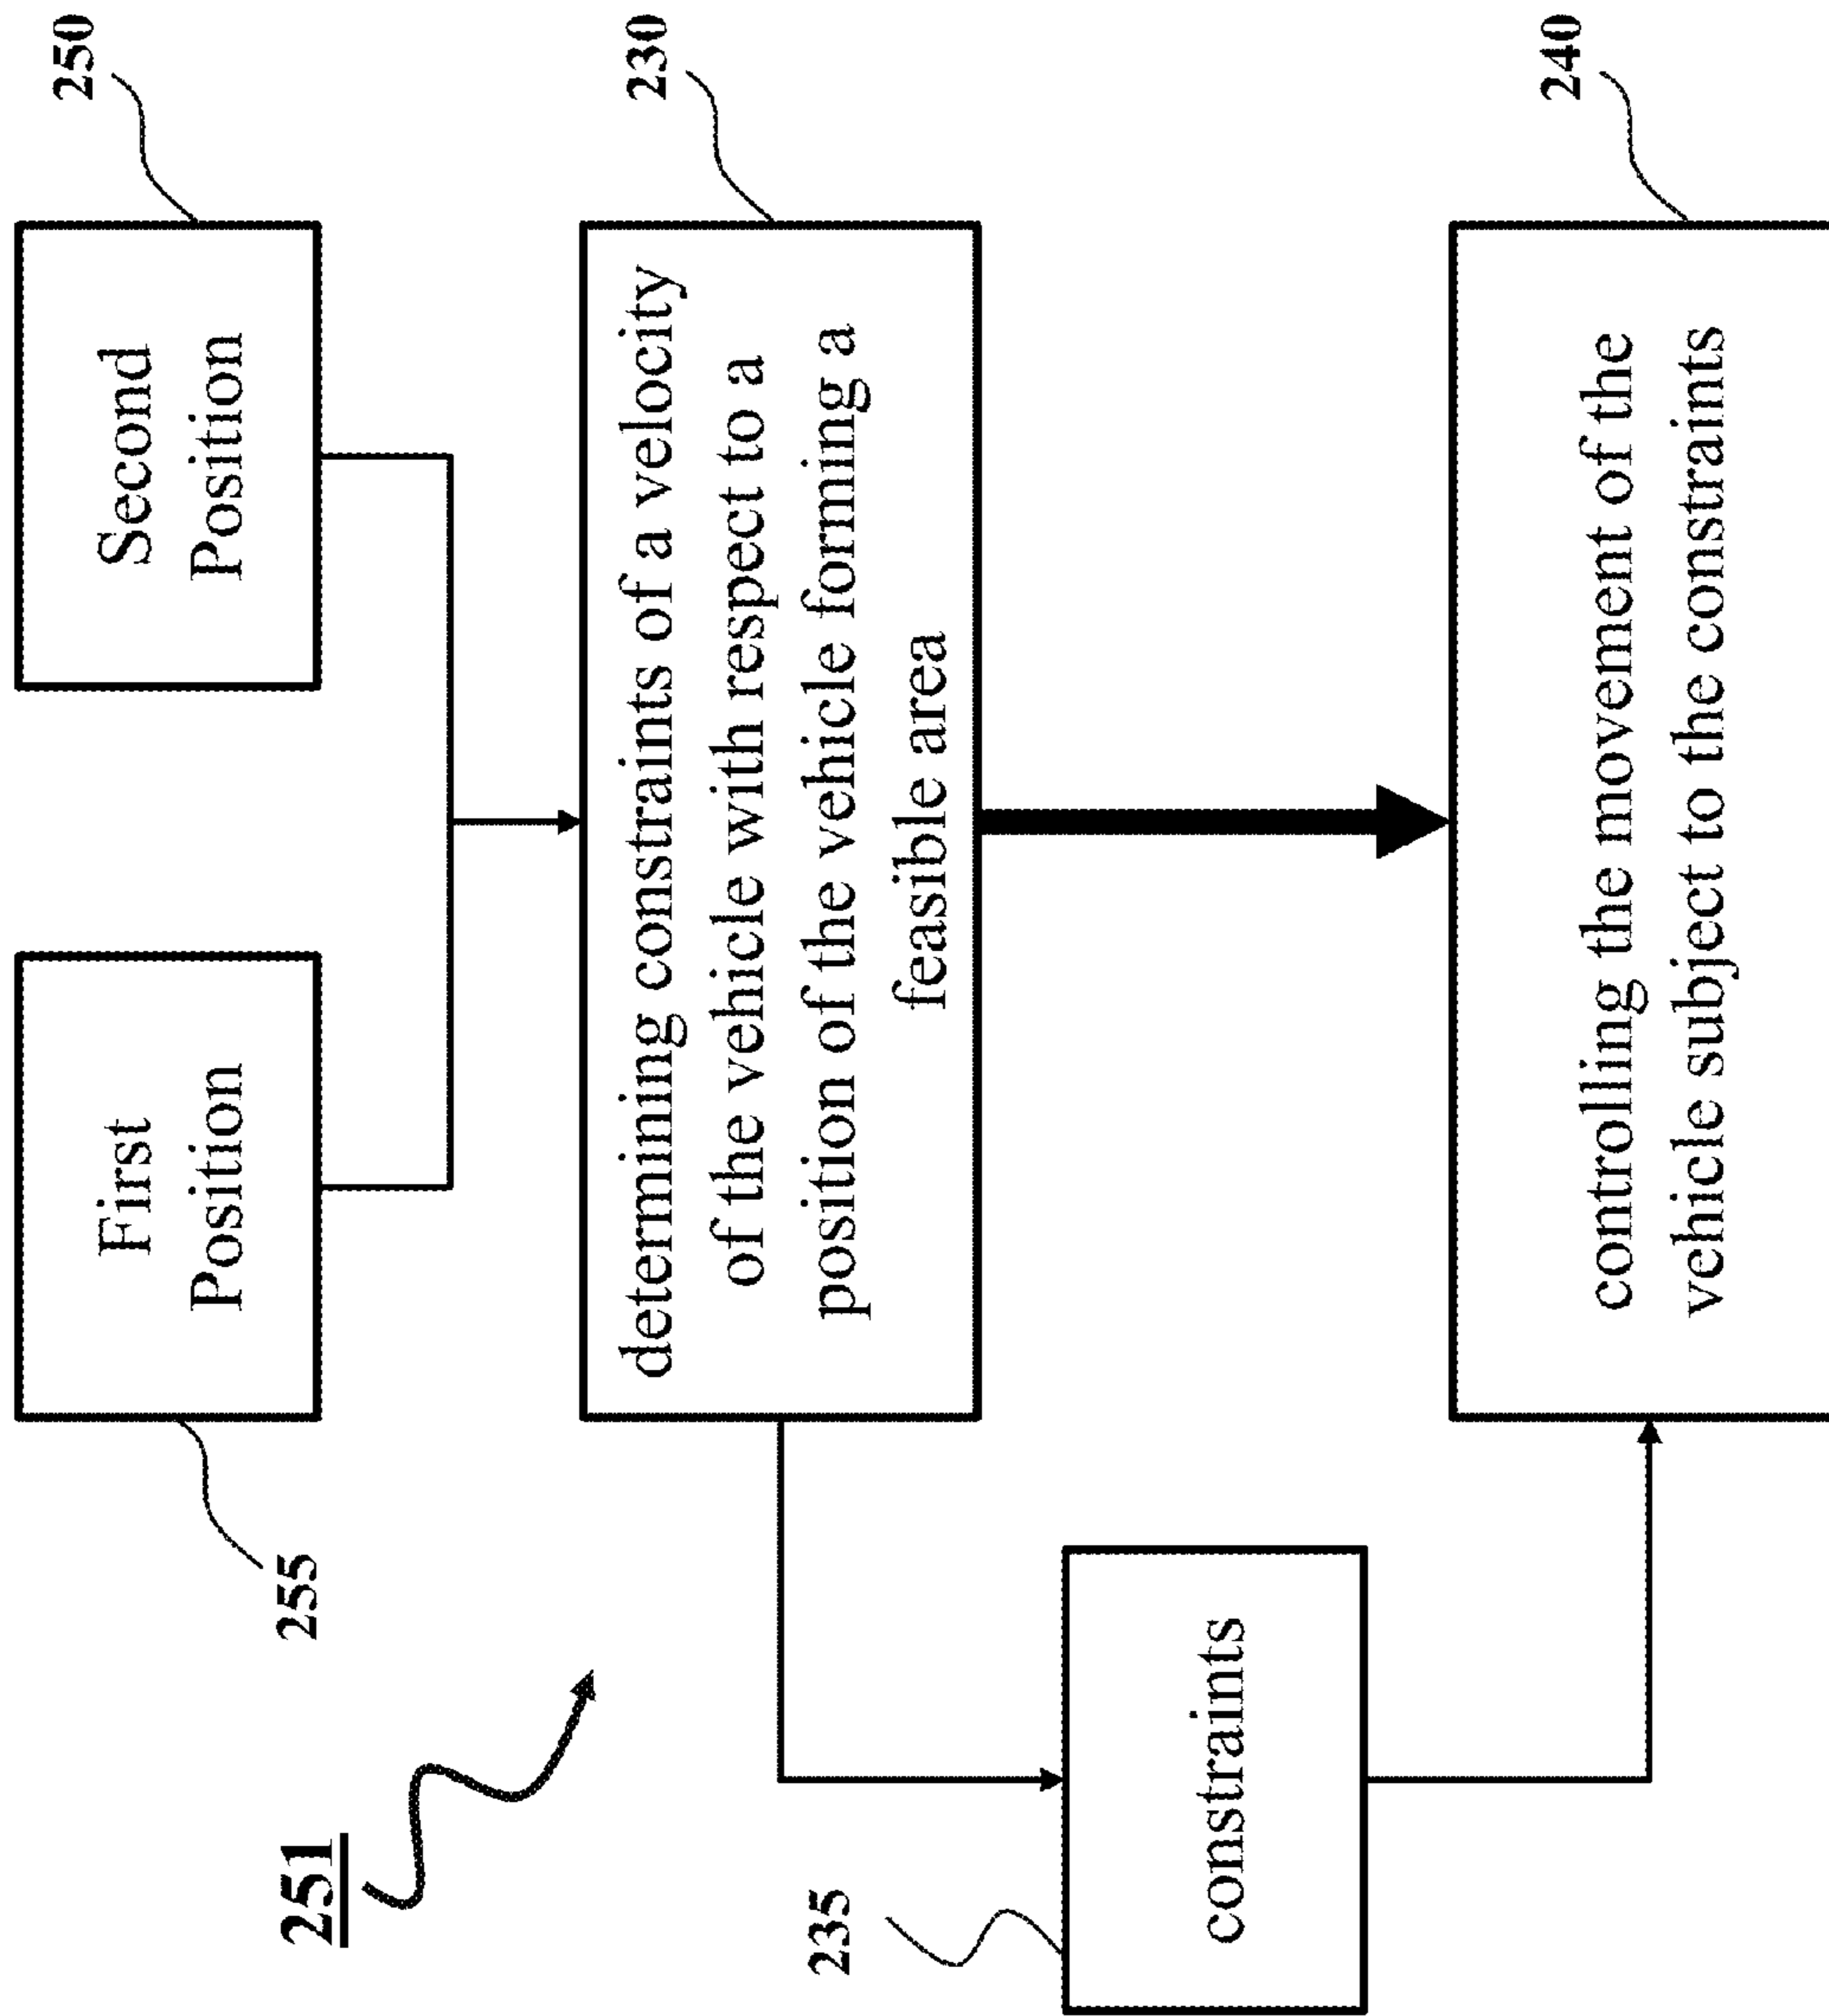 251
255
First
Position
Second
Position
250
determining constraints of a velocity
of the vehicle with respect to a
position of the vehicle forming a
feasible area
230
235
constraints
controlling the movement of the
vehicle subject to the constraints
240